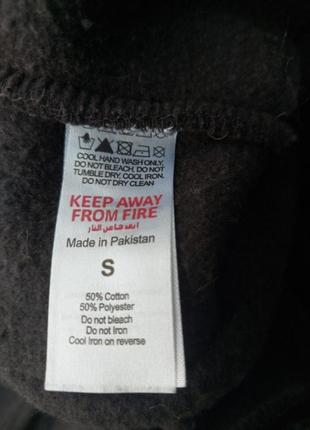 COOL HAND WASH ONLY,
DO NOT BLEACH. DO NOT
TUMBLE DRY, COOL IRON.
DO NOT DRY CLEAN
KEEP AWAY
FROM FIRE
ابعدها عن النار
Made in Pakistan
S
50% Cotton
50% Polyester
Do not bleach
Do not Iron
Cool Iron on reverse